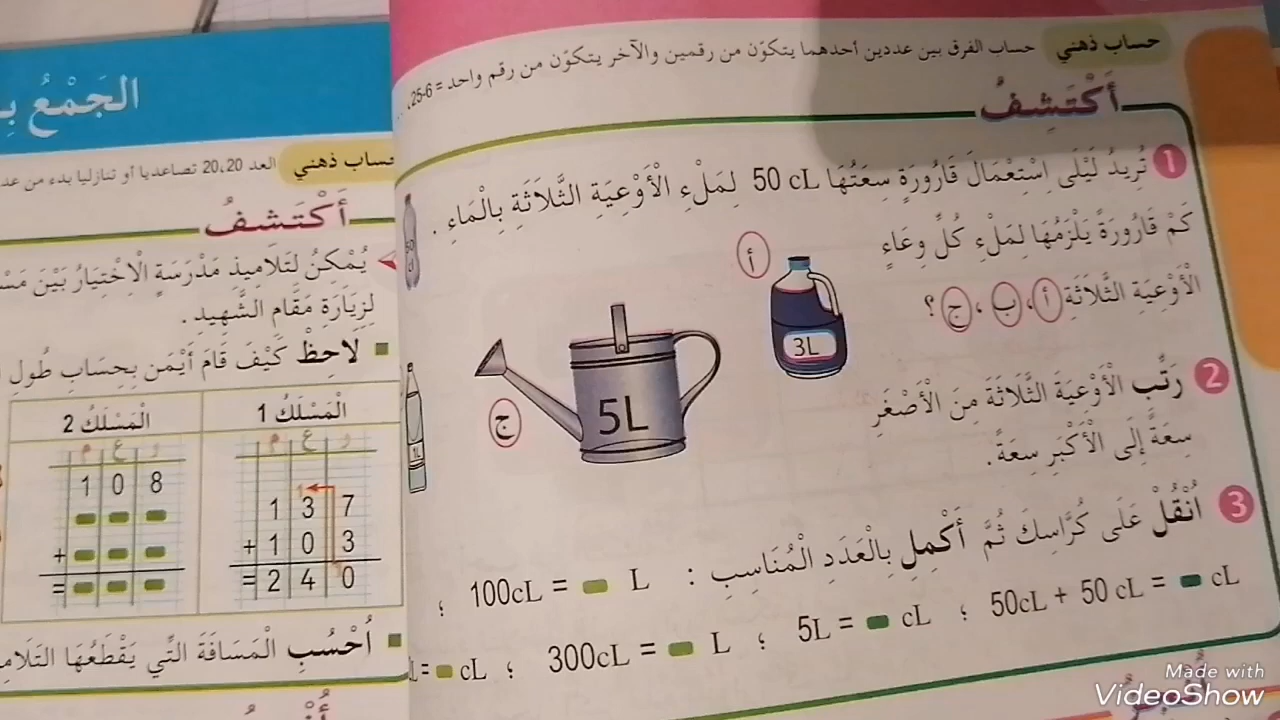 حساب ذهني حساب الفرق بين عددين أحدهما يتكوّن من رقمين والآخر يتكوّن من رقم واحد = 6-25،
أَكْتَشِفُ
1 تُرِيدُ لَيْلَى اِسْتِعْمَالَ قَارُورَةٍ سِعَتُهَا 50 cL لِمَلْءِ الْأَوْعِيَةِ الثَّلَاثَةِ بِالْمَاءِ .
كَمْ قَارُورَةً يَلْزَمُهَا لِمَلْءِ كُلِّ وِعَاءٍ
الْأَوْعِيَةِ الثَّلَاثَةِ أ، ب، ج ؟
أ
3L
ج
5L
1L
2 رَتِّب الْأَوْعِيَةَ الثَّلَاثَةَ مِنَ الْأَصْغَرِ
سِعَةً إِلَى الْأَكْبَرِ سِعَةً.
3 اُنْقُلْ عَلَى كُرَّاسِكَ ثُمَّ أَكْمِلِ بِالْعَدَدِ الْمُنَاسِبِ :
100cL = L ؛
50cL + 50 cL = cL ؛
5L = cL ؛
300cL = L ؛
L = cL
الجَمْعُ بِـ
حساب ذهني العد 20،20 تصاعديا أو تنازليا بدء من عدد
أَكْتَشِفُ
يُمْكِنُ لِتَلَامِيذِ مَدْرَسَةٍ الْاِخْتِيَارُ بَيْنَ
لِزِيَارَةِ مَقَامِ الشَّهِيدِ .
لَاحِظْ كَيْفَ قَامَ أَيْمَن بِحِسَابِ طُولِ
الْمَسْلَكُ 1
ر ع م
1 3 7
+ 1 0 3
= 2 4 0
الْمَسْلَكُ 2
ر ع م
1 0 8
+
=
اُحْسُبِ الْمَسَافَةَ التِّي يَقْطَعُهَا
Made with
VideoShow